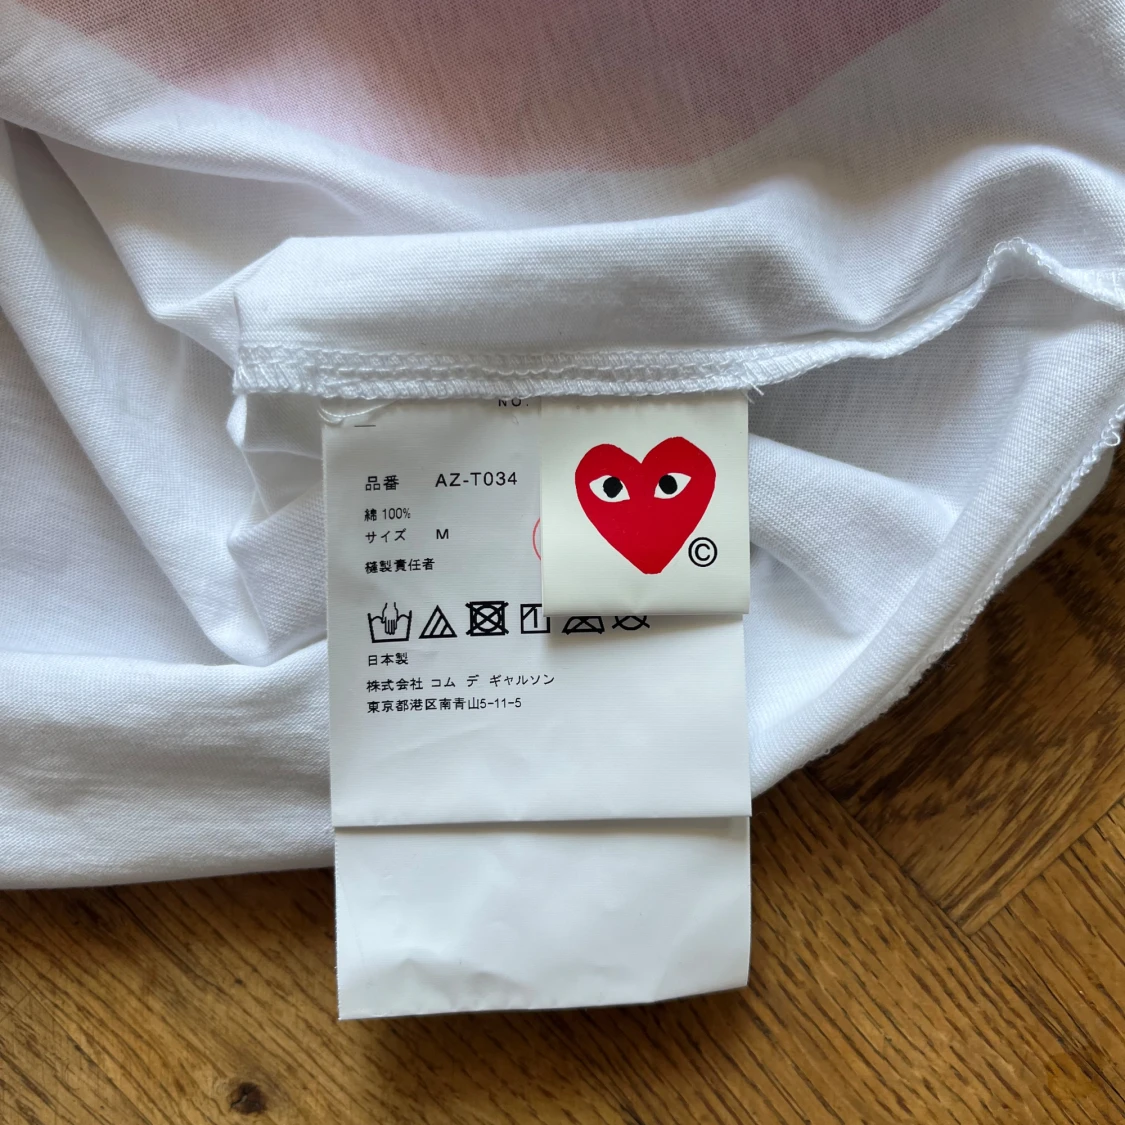 NO.
品番 AZ-T034
綿 100%
サイズ M
縫製責任者
日本製
株式会社 コム デ ギャルソン
東京都港区南青山5-11-5
©